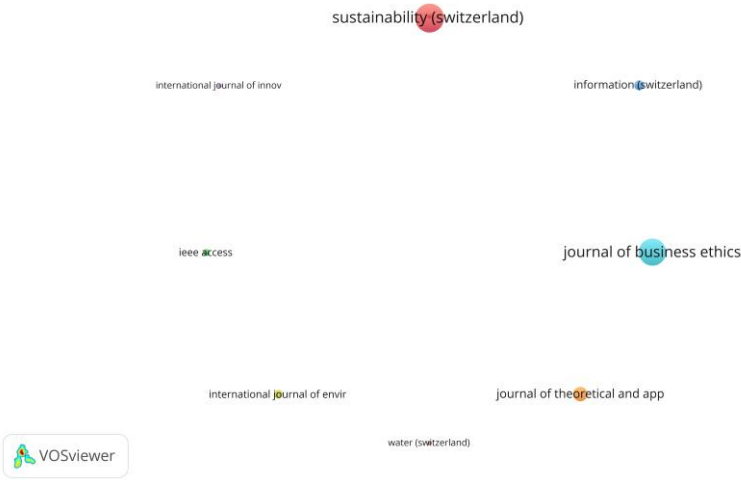 sustainability (switzerland)
international journal of innov
information (switzerland)
ieee access
journal of business ethics
international journal of envir
journal of theoretical and app
water (switzerland)
VOSviewer